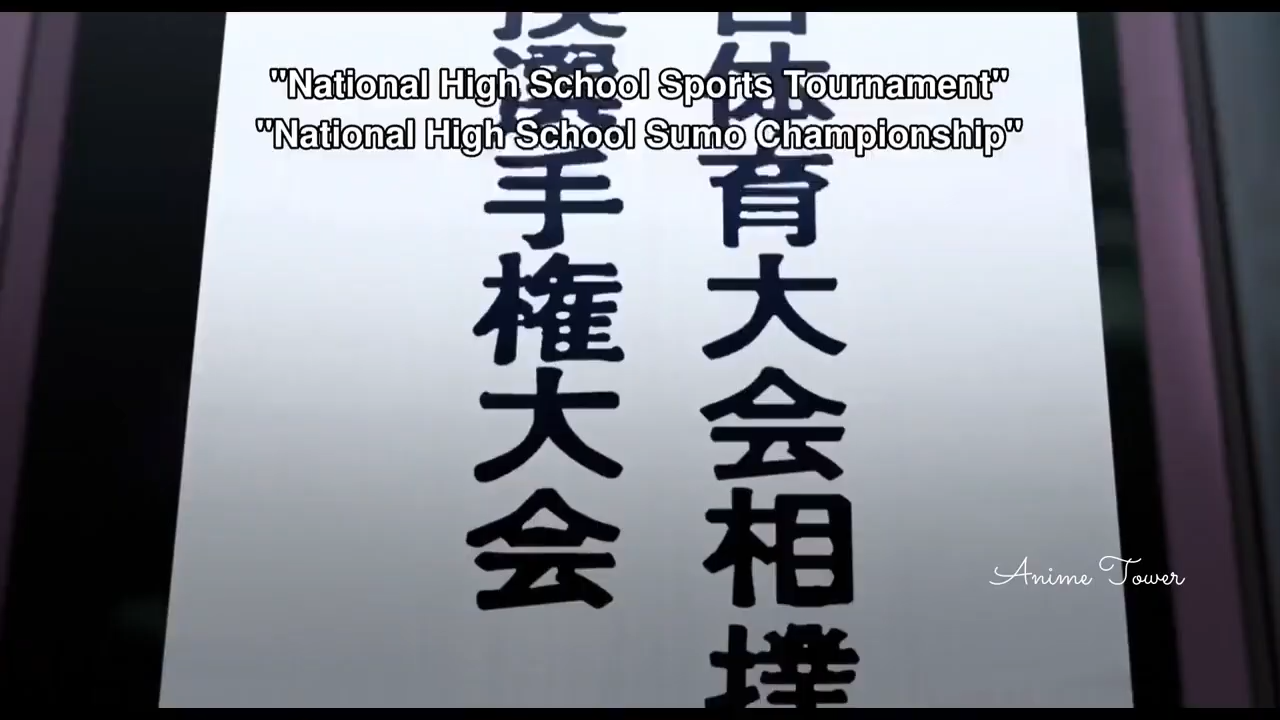 "National High School Sports Tournament"
"National High School Sumo Championship"
体育大会相撲
選手権大会
Anime Tower